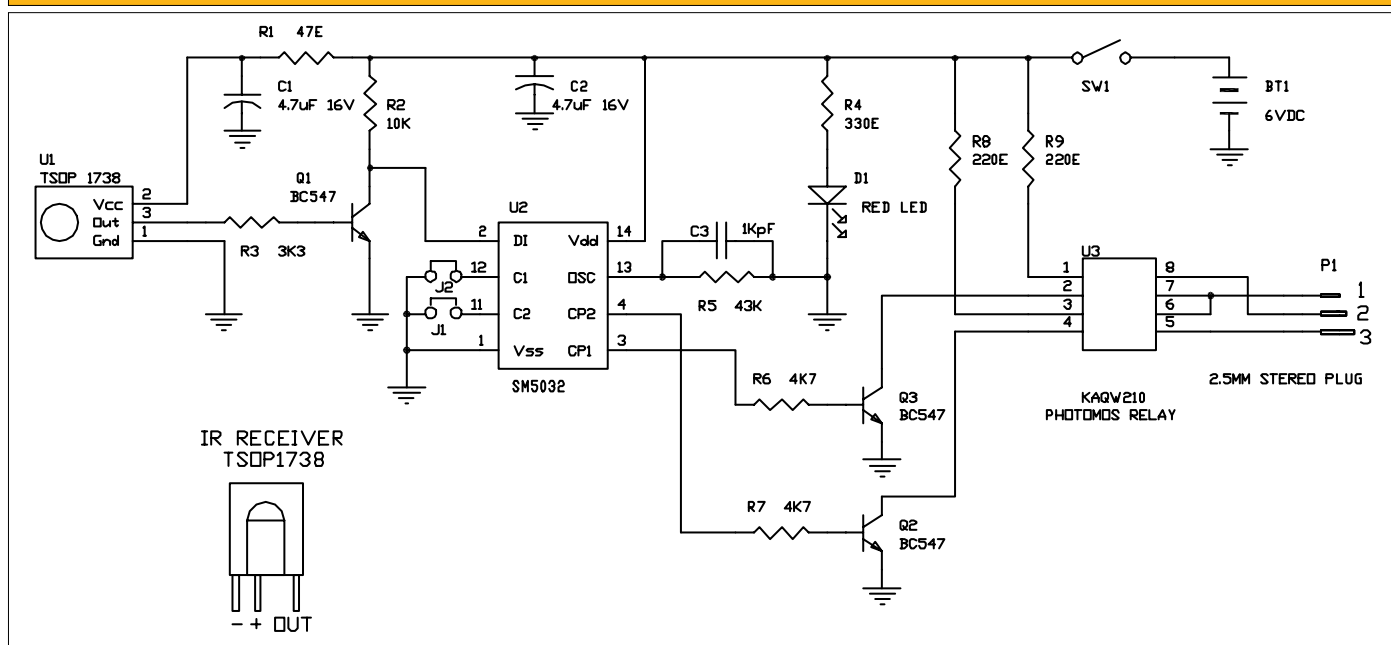 R1 47E
C1
4.7uF 16V
R2
10K
C2
4.7uF 16V
R4
330E
SW1
BT1
6VDC
R8
220E
R9
220E
U1
TSOP 1738
Vcc 2
Out 3
Gnd 1
Q1
BC547
R3 3K3
D1
RED LED
U2
2 DI
Vdd 14
12 C1
OSC 13
11 C2
CP2 4
1 Vss
CP1 3
SM5032
J2
J1
C3 1KpF
R5 43K
U3
1
2
3
4
8
7
6
5
P1
1
2
3
2.5MM STEREO PLUG
KAQW210
PHOTOMOS RELAY
R6 4K7
Q3
BC547
R7 4K7
Q2
BC547
IR RECEIVER
TSOP1738
- + OUT